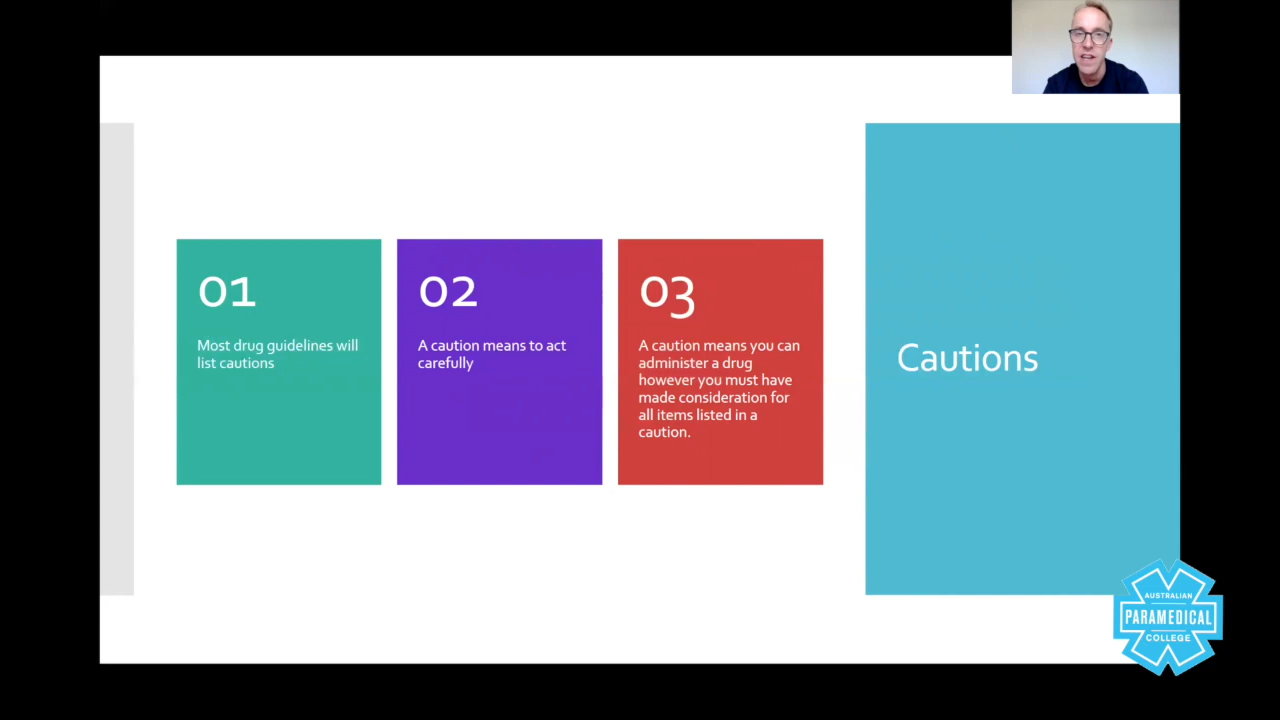 01
Most drug guidelines will
list cautions
02
A caution means to act
carefully
03
A caution means you can
administer a drug
however you must have
made consideration for
all items listed in a
caution.
Cautions
AUSTRALIAN
PARAMEDICAL
COLLEGE